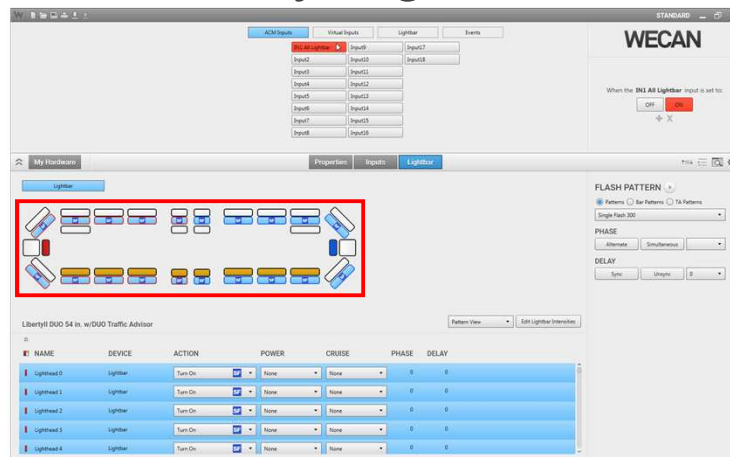 STANDARD
ACM Inputs Virtual Inputs Lightbar Events
WECAN
IN1 All Lightbar Input9 Input17
Input2 Input10 Input18
Input3 Input11
Input4 Input12
Input5 Input13
Input6 Input14
Input7 Input15
Input8 Input16
When the IN1 All Lightbar input is set to:
OFF ON
My Hardware
Properties Inputs Lightbar
Lightbar
FLASH PATTERN
Patterns Bar Patterns TA Patterns
Single Flash 300
PHASE
Alternate Simultaneous
DELAY
Sync Unsync 0
LibertyII DUO 54 in. w/DUO Traffic Advisor
Pattern View Edit Lightbar Intensities
NAME DEVICE ACTION POWER CRUISE PHASE DELAY
Lighthead 0 Lightbar Turn On SF None None 0 0
Lighthead 1 Lightbar Turn On SF None None 0 0
Lighthead 2 Lightbar Turn On SF None None 0 0
Lighthead 3 Lightbar Turn On SF None None 0 0
Lighthead 4 Lightbar Turn On SF None None 0 0